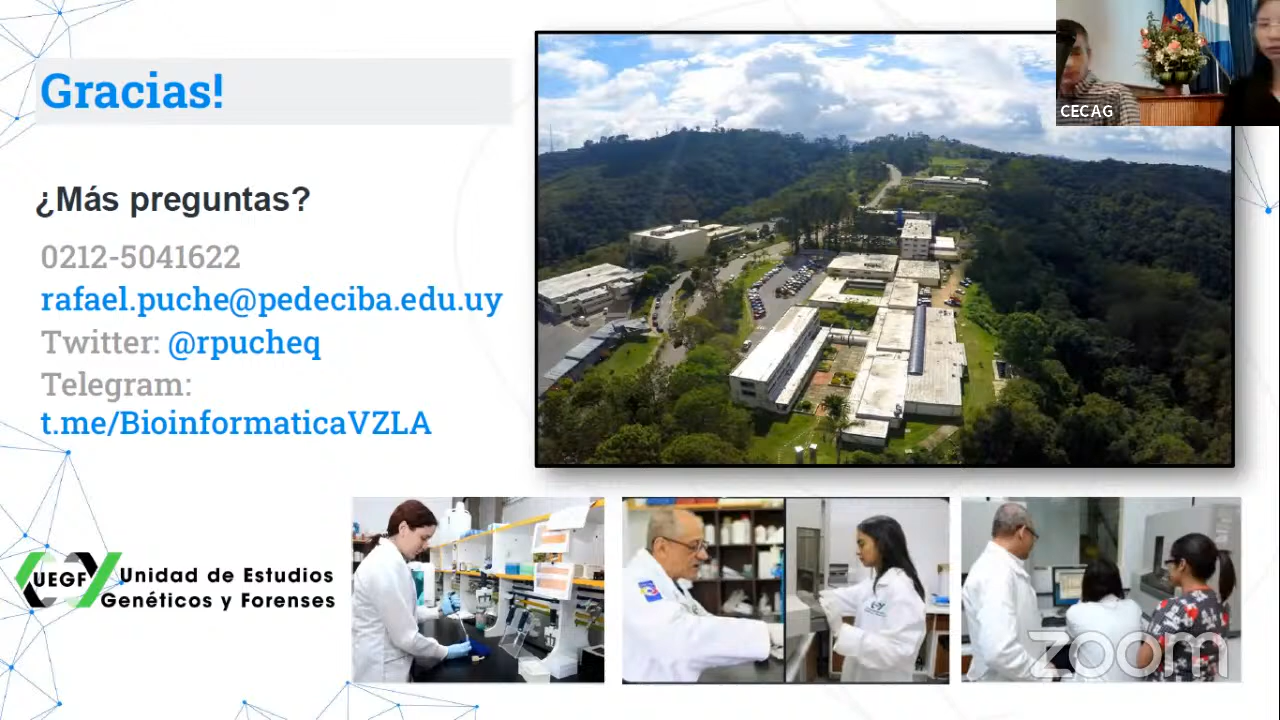 Gracias!
CECAG
¿Más preguntas?
0212-5041622
rafael.puche@pedeciba.edu.uy
Twitter: @rpucheq
Telegram:
t.me/BioinformaticaVZLA
UEGF
Unidad de Estudios
Genéticos y Forenses
zoom